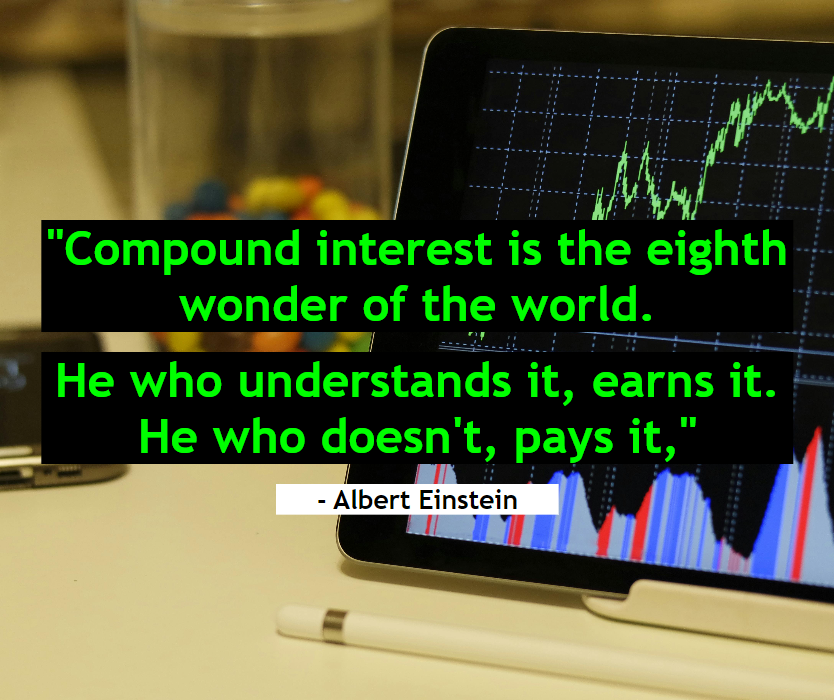 "Compound interest is the eighth
wonder of the world.
He who understands it, earns it.
He who doesn't, pays it,"
- Albert Einstein